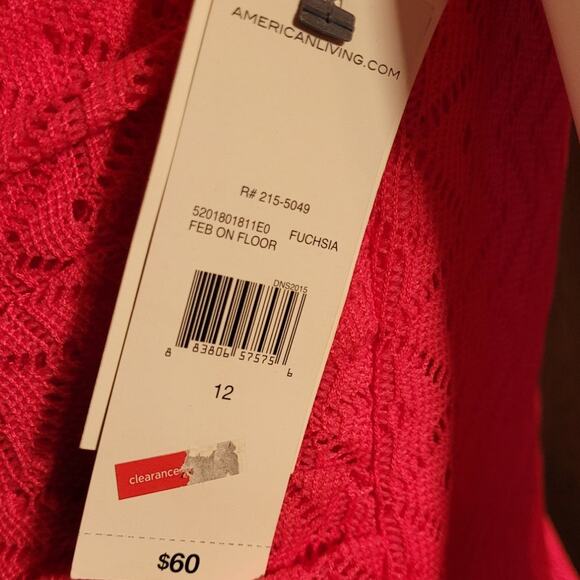 AMERICANLIVING.COM
R# 215-5049
5201801811E0 FUCHSIA
FEB ON FLOOR
DNS2015
8 83806 57575 6
12
clearance
$60